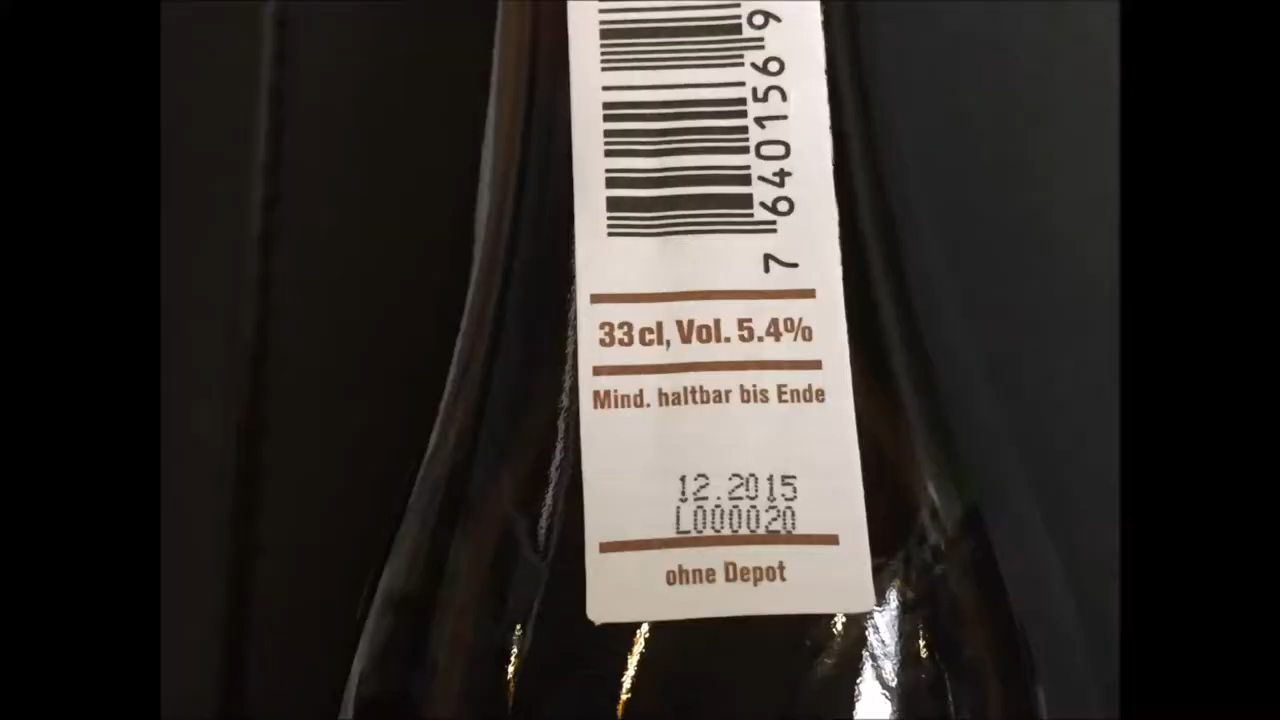 7 640156 9
33 cl, Vol. 5.4%
Mind. haltbar bis Ende
12.2015
L000020
ohne Depot